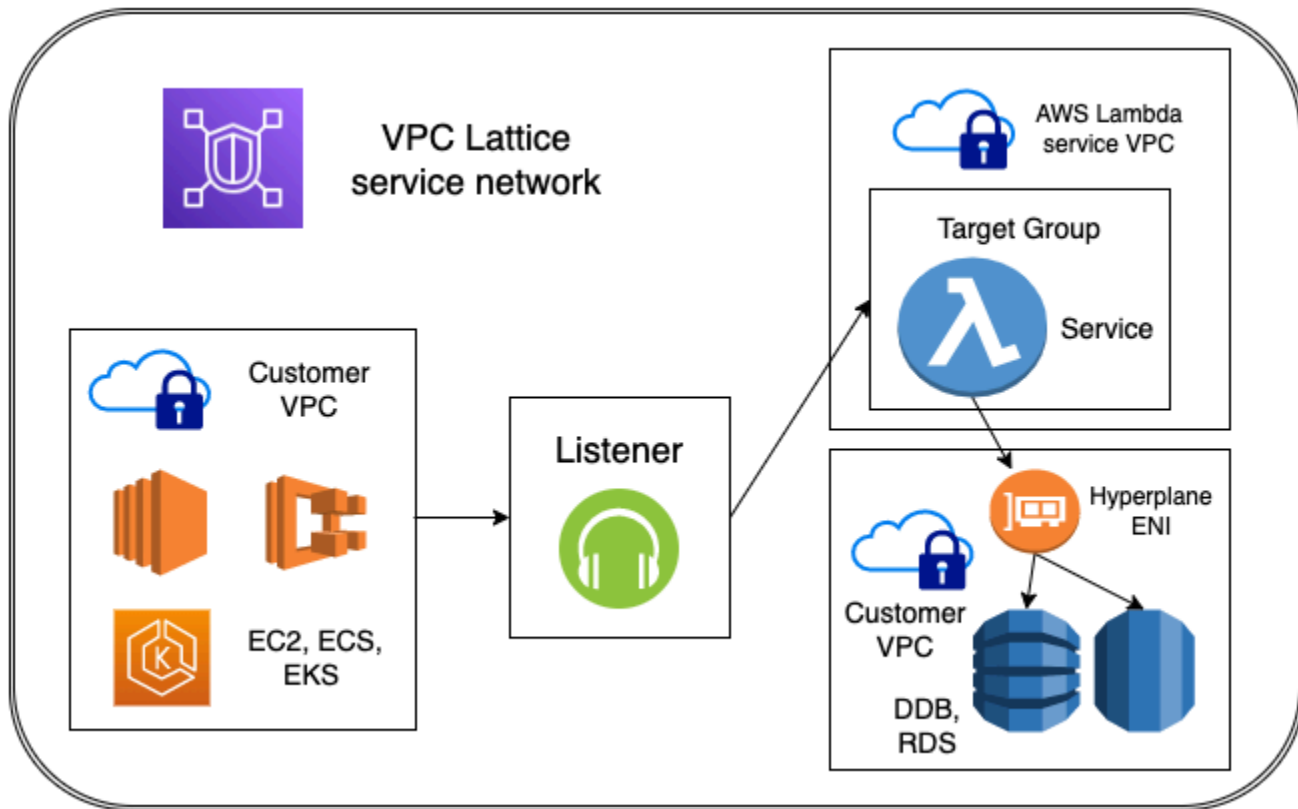 VPC Lattice
service network
AWS Lambda
service VPC
Target Group
Service
Customer
VPC
K
EC2, ECS,
EKS
Listener
Hyperplane
ENI
Customer
VPC
DDB,
RDS